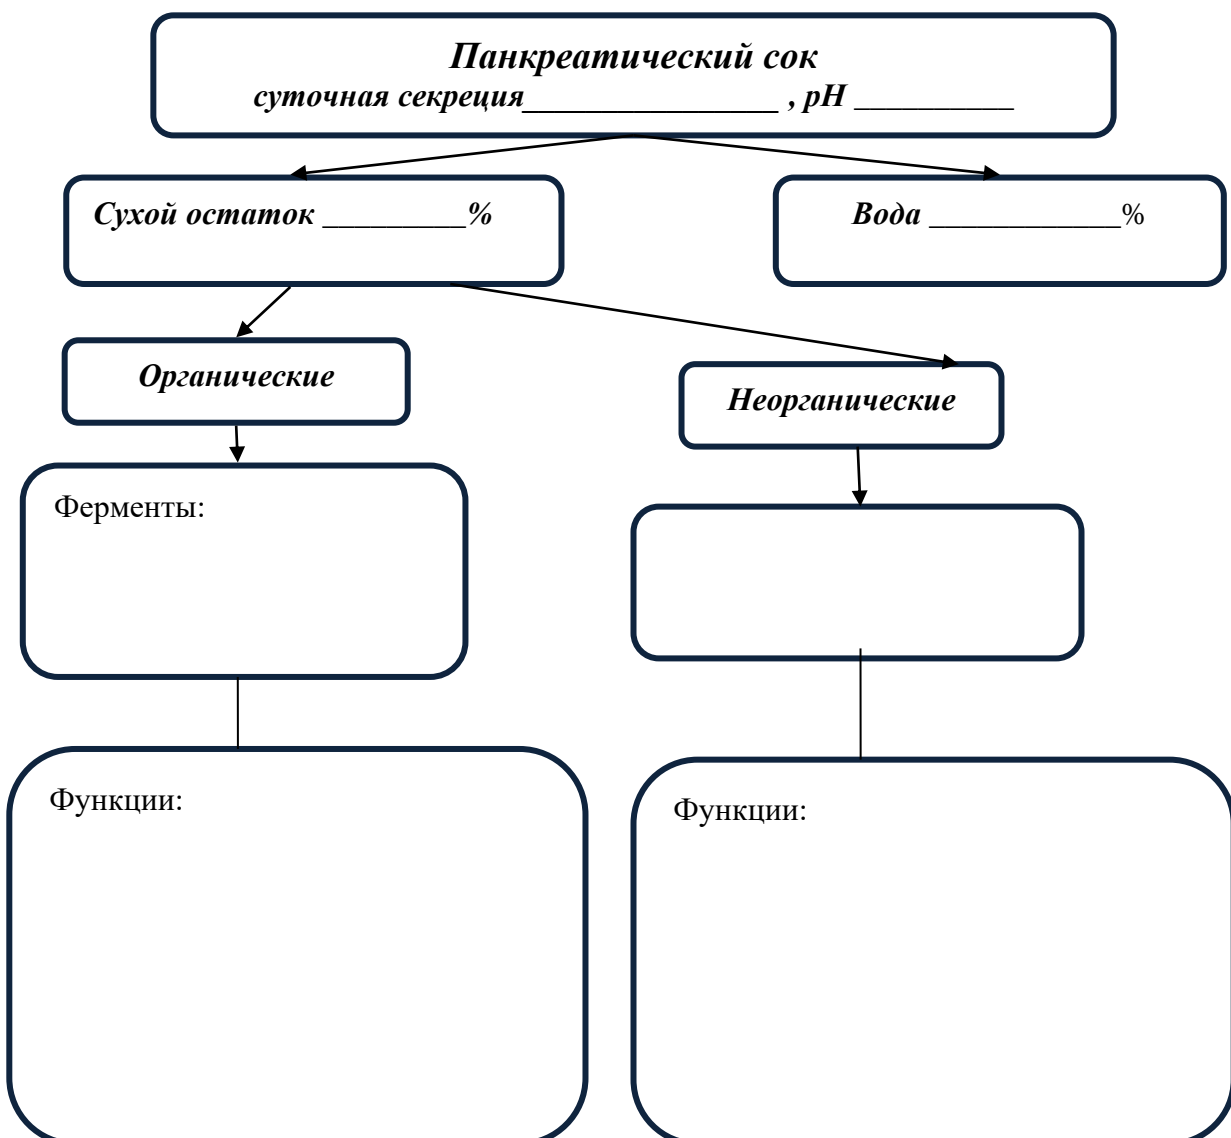 Панкреатический сок
суточная секреция________________ , pH __________
Сухой остаток _________%
Вода ____________%
Органические
Неорганические
Ферменты:
Функции:
Функции: